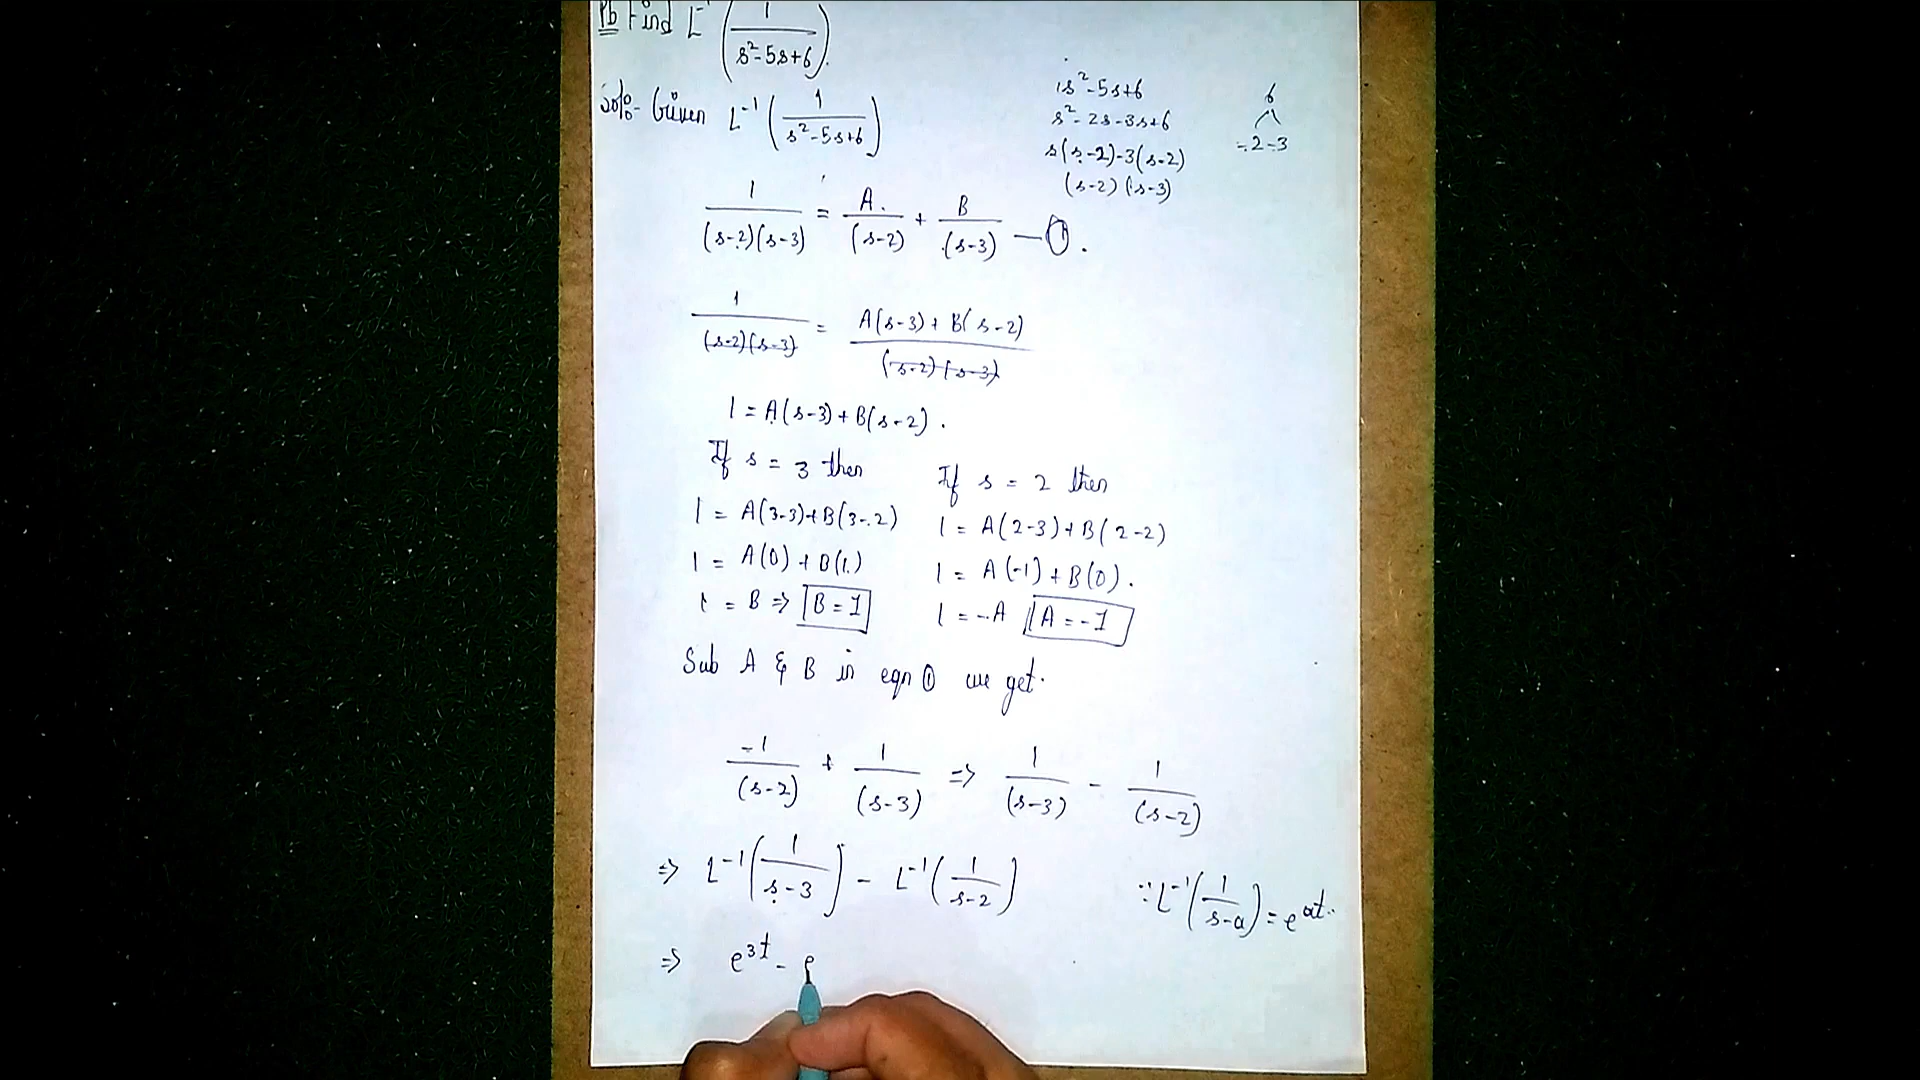 Pb Find L⁻¹(1/(s²-5s+6)).
Sol:- Given L⁻¹(1/(s²-5s+6))
s²-5s+6
s²-2s-3s+6
s(s-2)-3(s-2)
(s-2)(s-3)
6
-2-3
1/((s-2)(s-3)) = A/(s-2) + B/(s-3) —①.
1/((s-2)(s-3)) = (A(s-3)+B(s-2))/((s-2)(s-3))
1 = A(s-3)+B(s-2).
If s = 3 then
1 = A(3-3)+B(3-2)
1 = A(0)+B(1)
1 = B ⇒ B = 1
If s = 2 then
1 = A(2-3)+B(2-2)
1 = A(-1)+B(0).
1 = -A A = -1
Sub A & B in eqn ① we get.
-1/(s-2) + 1/(s-3) ⇒ 1/(s-3) - 1/(s-2)
⇒ L⁻¹(1/(s-3)) - L⁻¹(1/(s-2))
∵ L⁻¹(1/(s-a)) = e^at..
⇒ e^3t - e